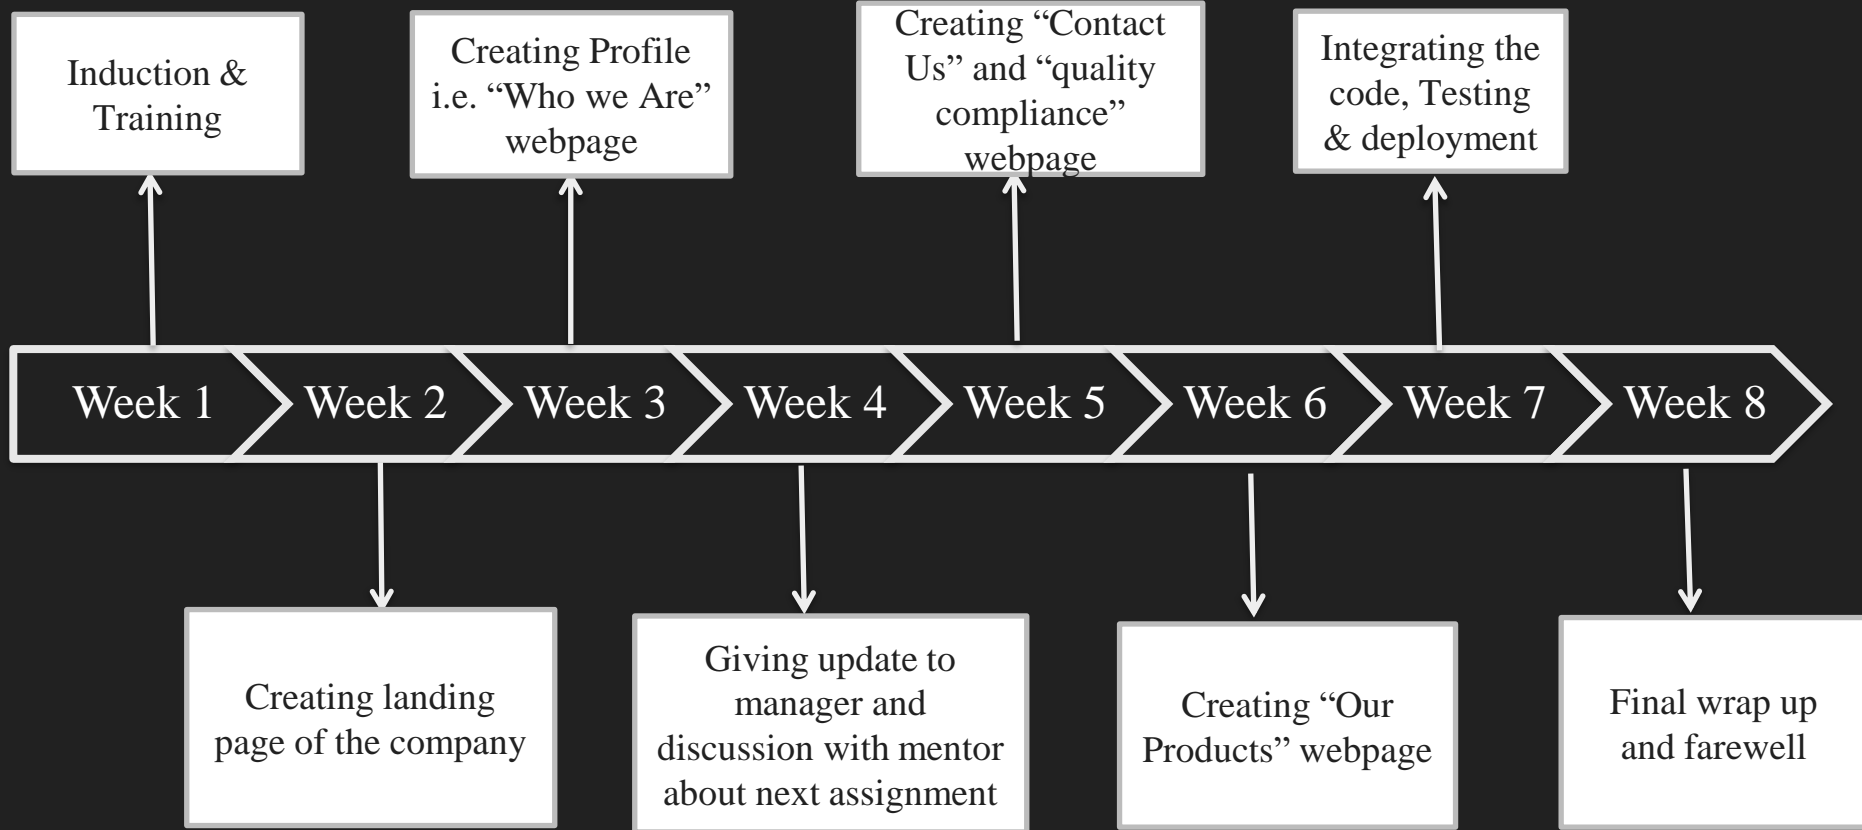 Induction &
Training
Creating Profile
i.e. “Who we Are”
webpage
Creating “Contact
Us” and “quality
compliance”
webpage
Integrating the
code, Testing
& deployment
Week 1
Week 2
Week 3
Week 4
Week 5
Week 6
Week 7
Week 8
Creating landing
page of the company
Giving update to
manager and
discussion with mentor
about next assignment
Creating “Our
Products” webpage
Final wrap up
and farewell